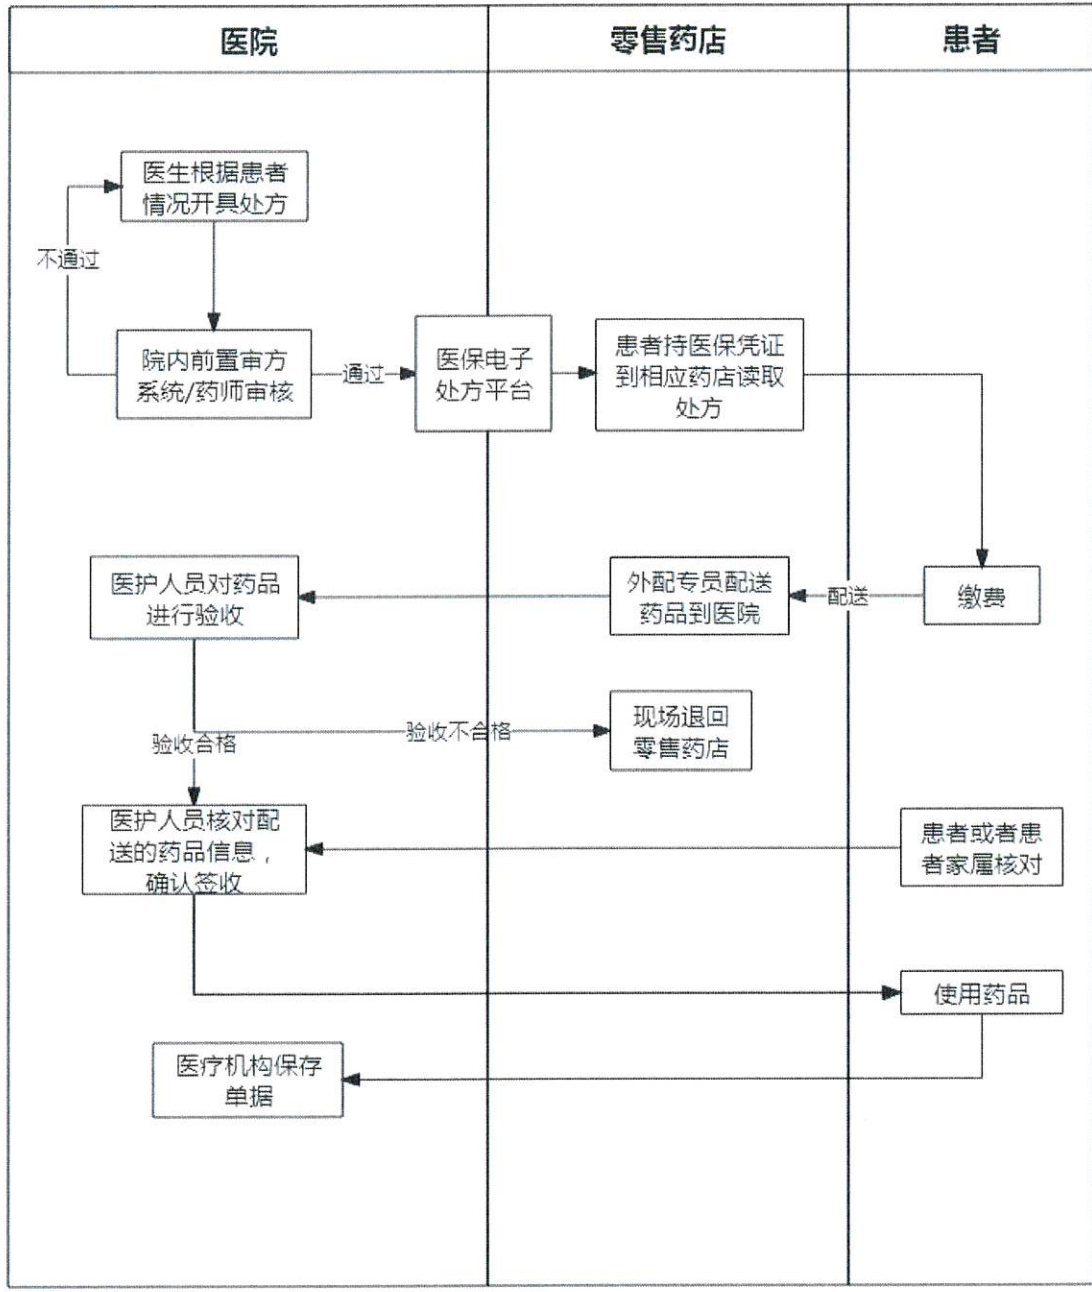 医院
零售药店
患者
医生根据患者
情况开具处方
不通过
院内前置审方
系统/药师审核
通过
医保电子
处方平台
患者持医保凭证
到相应药店读取
处方
医护人员对药品
进行验收
外配专员配送
药品到医院
配送
缴费
验收合格
验收不合格
现场退回
零售药店
医护人员核对配
送的药品信息，
确认签收
患者或者患
者家属核对
使用药品
医疗机构保存
单据